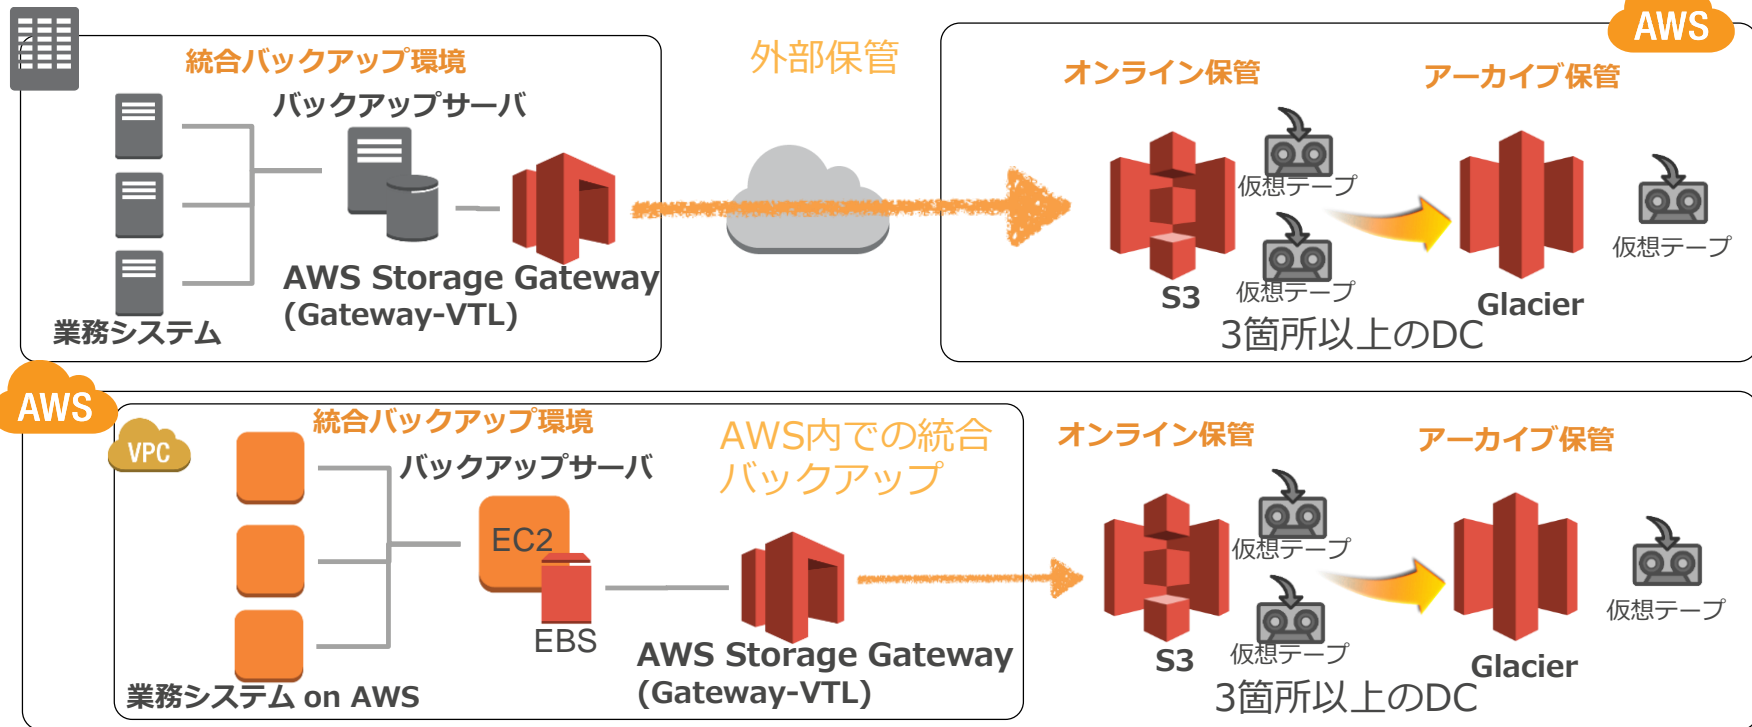 AWS
統合バックアップ環境
外部保管
オンライン保管
アーカイブ保管
バックアップサーバ
仮想テープ
仮想テープ
仮想テープ
AWS Storage Gateway
(Gateway-VTL)
S3
Glacier
業務システム
3箇所以上のDC
AWS
VPC
統合バックアップ環境
AWS内での統合
バックアップ
オンライン保管
アーカイブ保管
バックアップサーバ
EC2
仮想テープ
仮想テープ
仮想テープ
EBS
AWS Storage Gateway
(Gateway-VTL)
S3
Glacier
業務システム on AWS
3箇所以上のDC